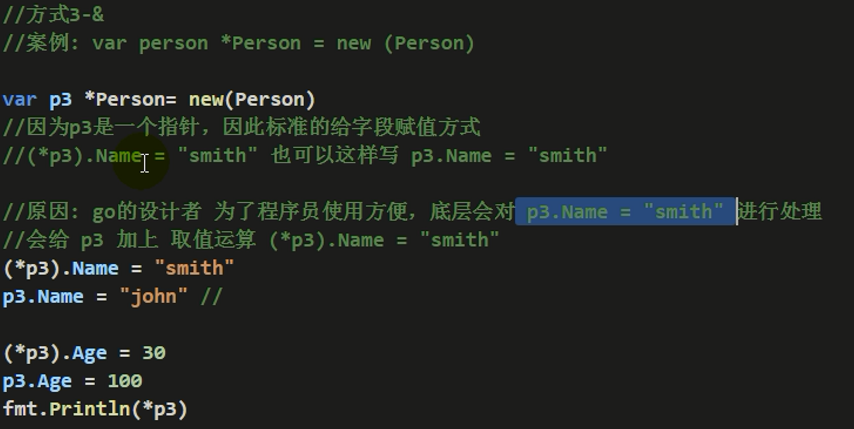 //方式3-&
//案例: var person *Person = new (Person)
var p3 *Person= new(Person)
//因为p3是一个指针，因此标准的给字段赋值方式
//(*p3).Name = "smith" 也可以这样写 p3.Name = "smith"
//原因: go的设计者 为了程序员使用方便，底层会对 p3.Name = "smith" 进行处理
//会给 p3 加上 取值运算 (*p3).Name = "smith"
(*p3).Name = "smith"
p3.Name = "john" //
(*p3).Age = 30
p3.Age = 100
fmt.Println(*p3)